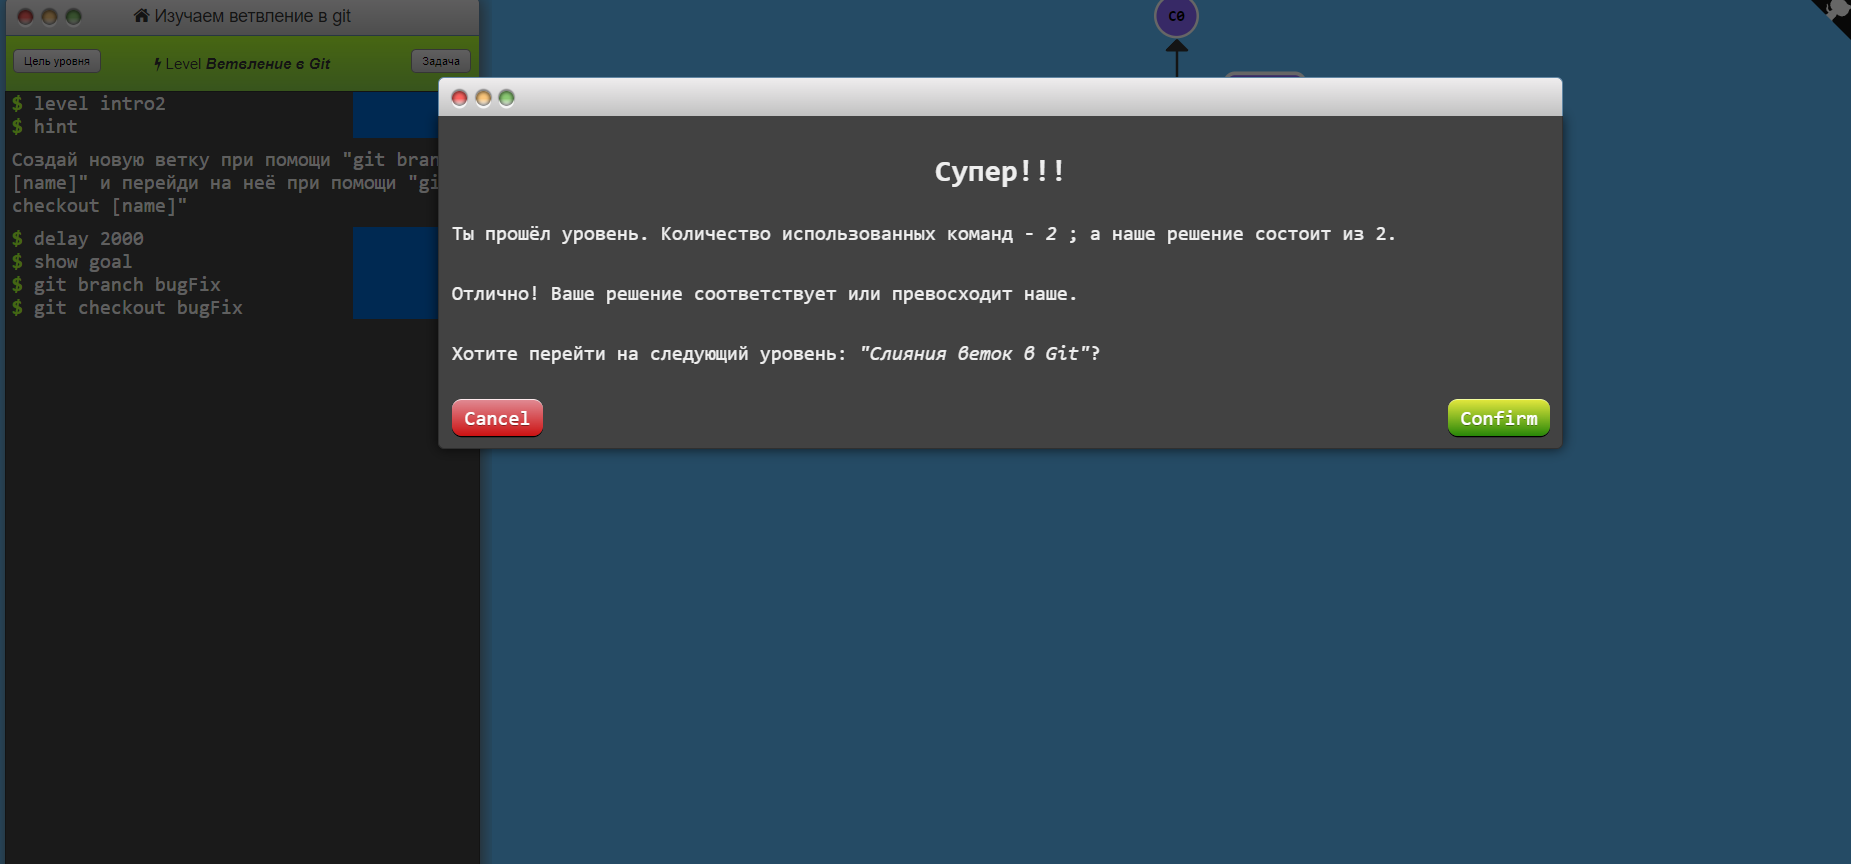 Изучаем ветвление в git
Цель уровня
Level Ветвление в Git
Задача
$ level intro2
$ hint
Создай новую ветку при помощи "git bran
[name]" и перейди на неё при помощи "gi
checkout [name]"
$ delay 2000
$ show goal
$ git branch bugFix
$ git checkout bugFix
C0
Супер!!!
Ты прошёл уровень. Количество использованных команд - 2 ; а наше решение состоит из 2.
Отлично! Ваше решение соответствует или превосходит наше.
Хотите перейти на следующий уровень: "Слияния веток в Git"?
Cancel
Confirm